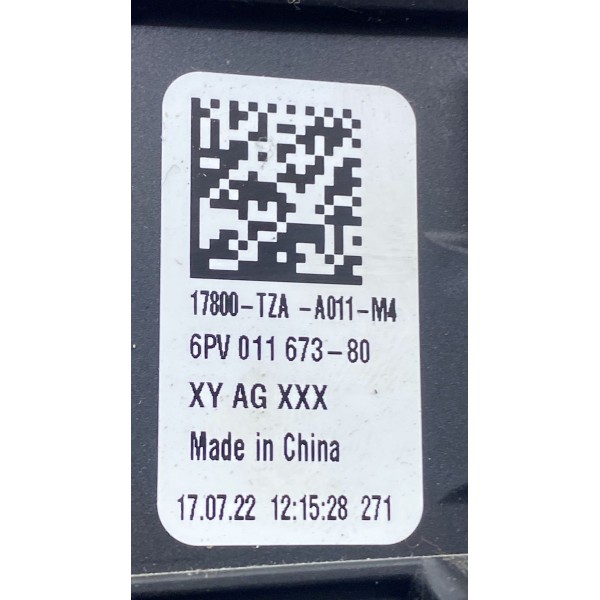 17800-TZA -A011-M4
6PV 011 673-80
XY AG XXX
Made in China
17.07.22 12:15:28 271